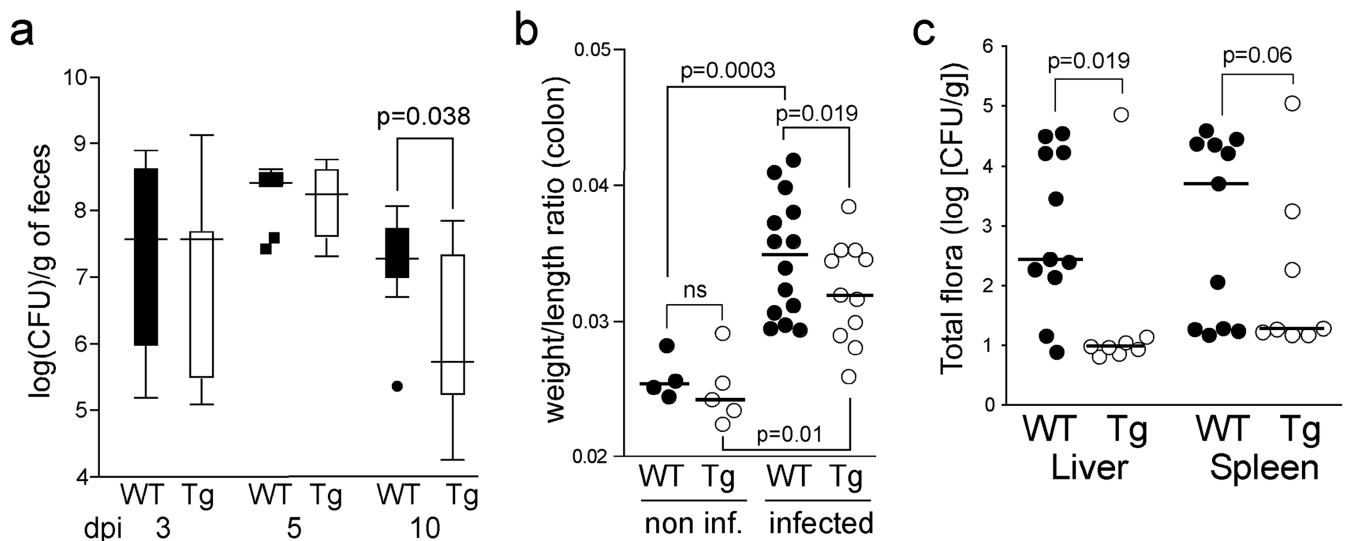 a
log(CFU)/g of feces
10
9
8
7
6
5
4
p=0.038
WT Tg WT Tg WT Tg
dpi 3 5 10
b
weight/length ratio (colon)
0.05
0.04
0.03
0.02
p=0.0003
p=0.019
ns
p=0.01
WT Tg WT Tg
non inf. infected
c
Total flora (log [CFU/g])
6
5
4
3
2
1
0
p=0.019
p=0.06
WT Tg WT Tg
Liver Spleen